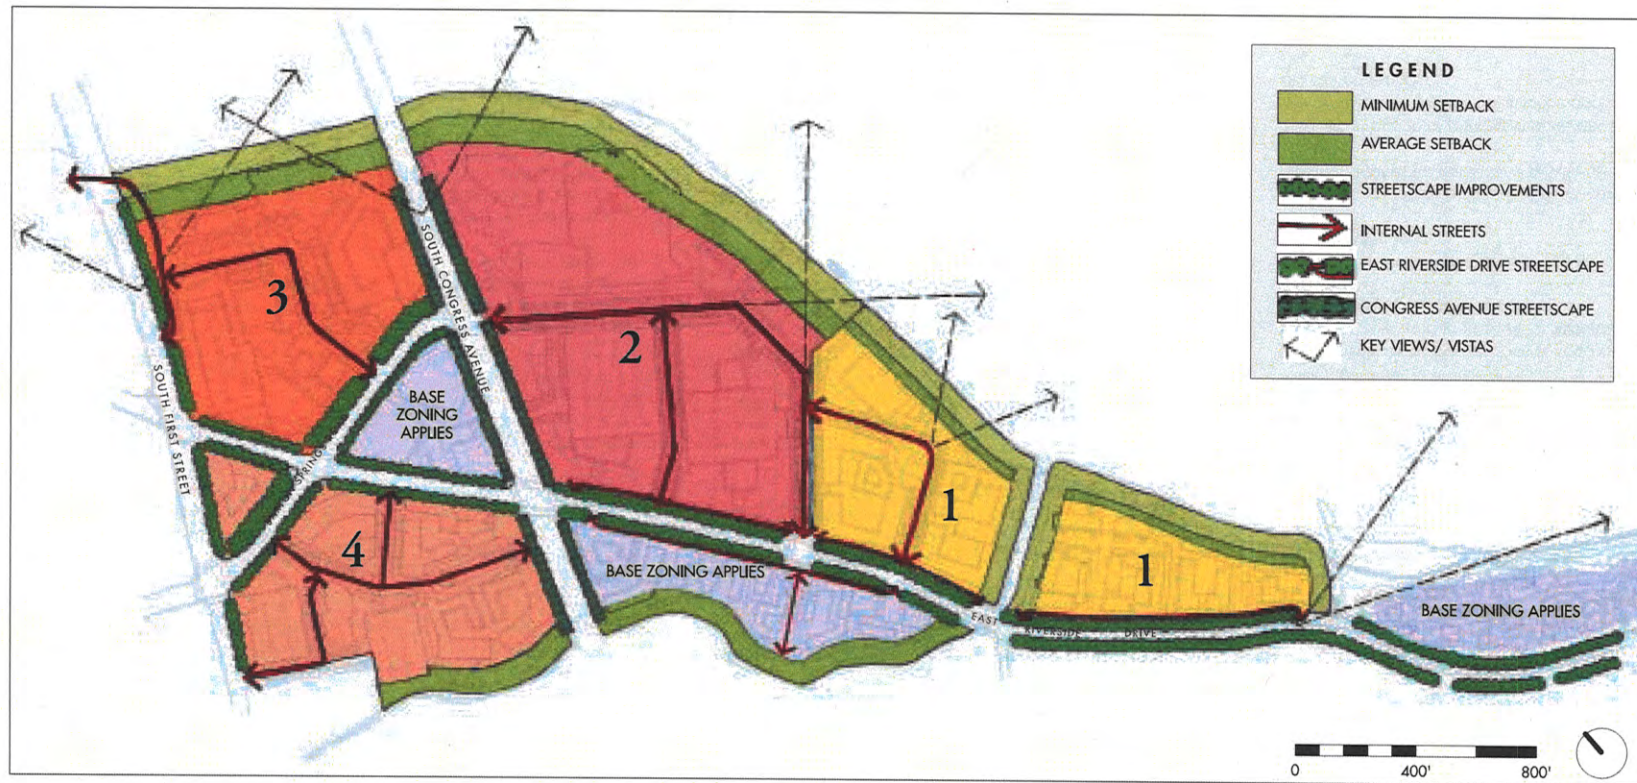 LEGEND
MINIMUM SETBACK
AVERAGE SETBACK
STREETSCAPE IMPROVEMENTS
INTERNAL STREETS
EAST RIVERSIDE DRIVE STREETSCAPE
CONGRESS AVENUE STREETSCAPE
KEY VIEWS/ VISTAS
SOUTH CONGRESS AVENUE
SOUTH FIRST STREET
3
2
BASE
ZONING
APPLIES
1
4
BASE ZONING APPLIES
1
BASE ZONING APPLIES
EAST RIVERSIDE DRIVE
0 400' 800'